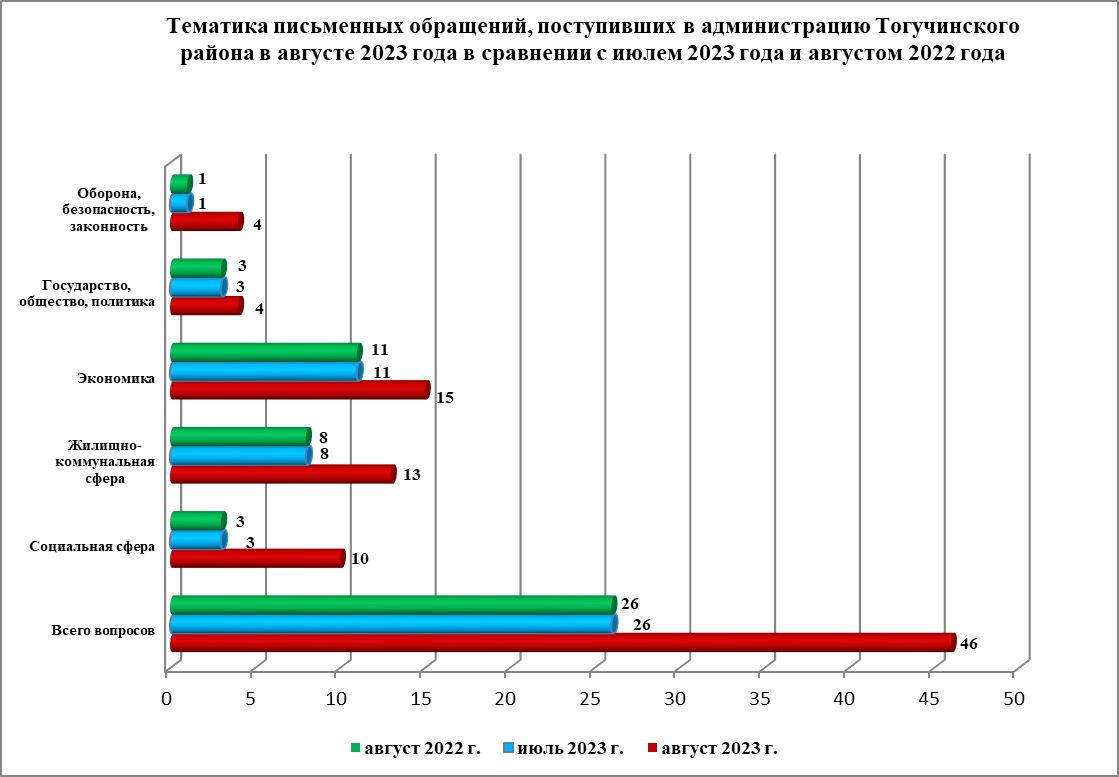 Тематика письменных обращений, поступивших в администрацию Тогучинского
района в августе 2023 года в сравнении с июлем 2023 года и августом 2022 года
Оборона,
безопасность,
законность
1
1
4
Государство,
общество, политика
3
3
4
Экономика
11
11
15
Жилищно-
коммунальная
сфера
8
8
13
Социальная сфера
3
3
10
Всего вопросов
26
26
46
0 5 10 15 20 25 30 35 40 45 50
август 2022 г. июль 2023 г. август 2023 г.